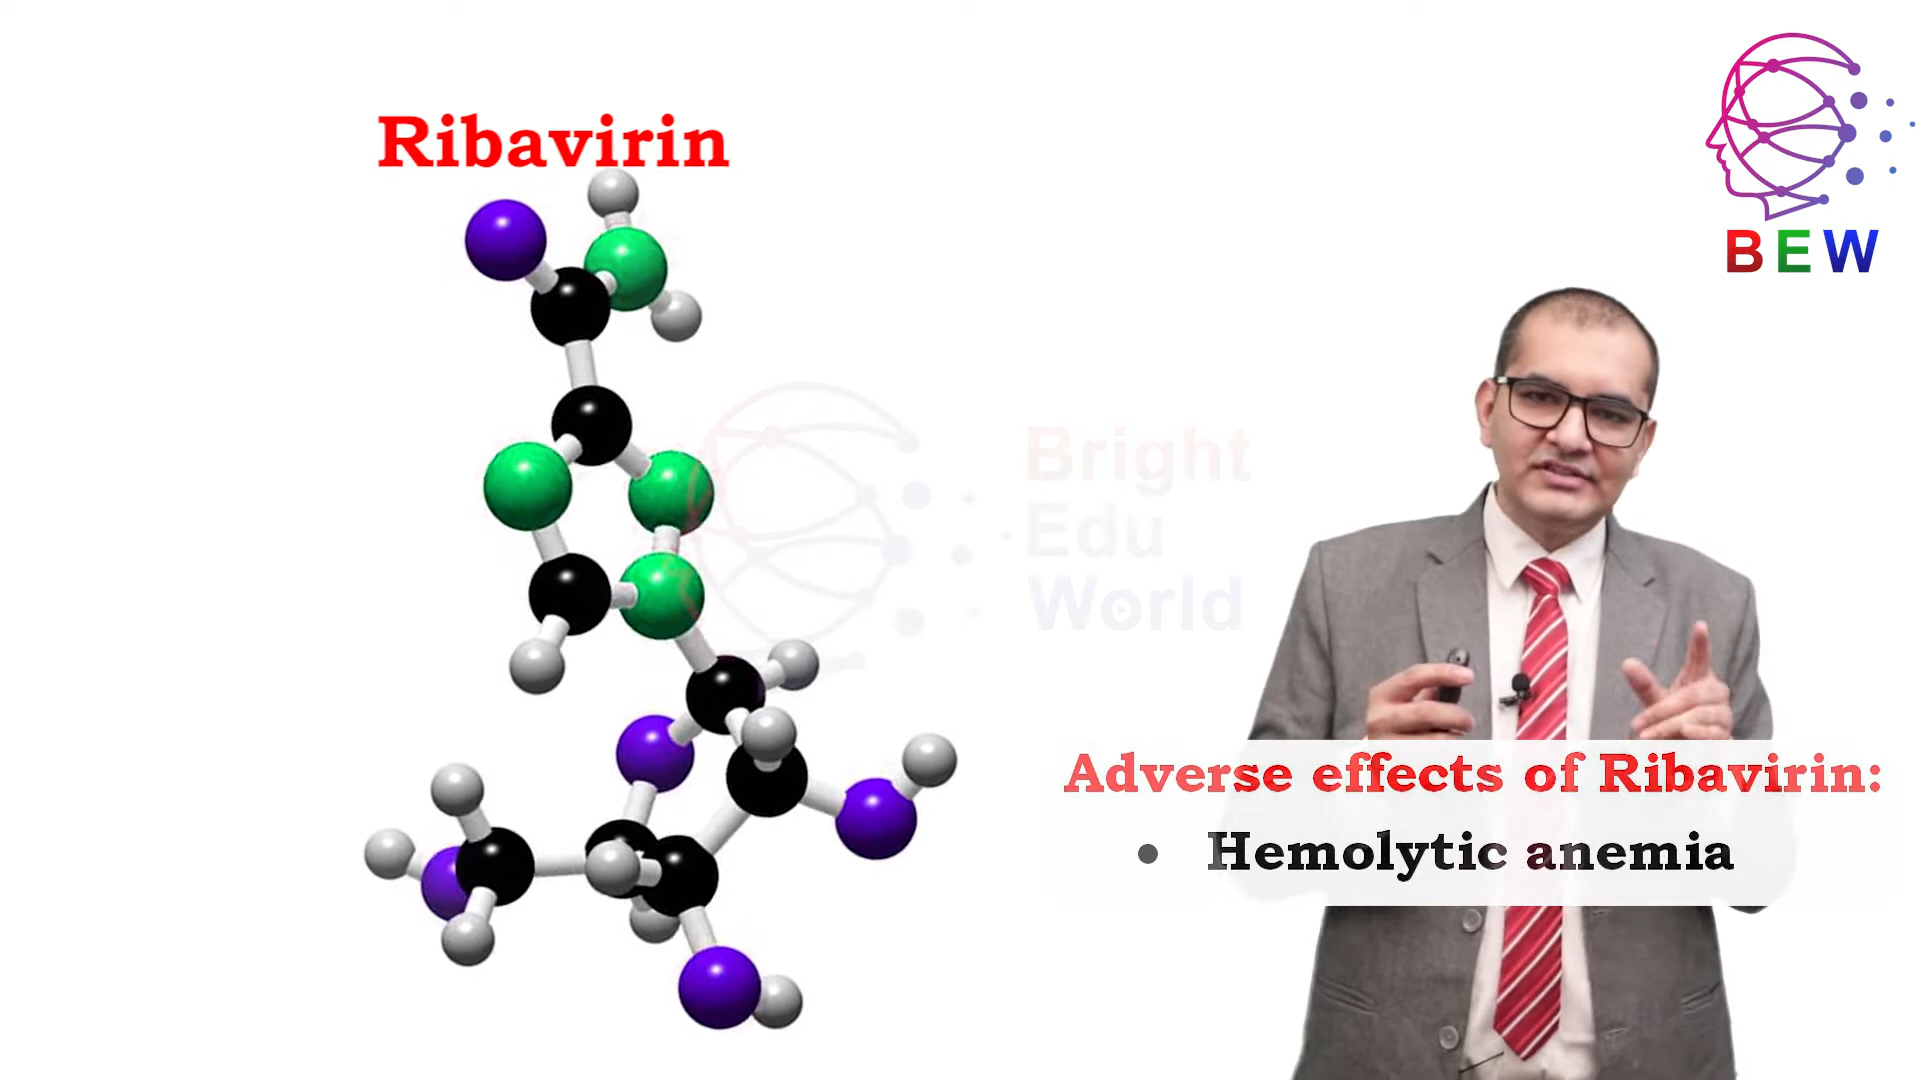 Ribavirin
BEW
Bright
Edu
World
Adverse effects of Ribavirin:
• Hemolytic anemia